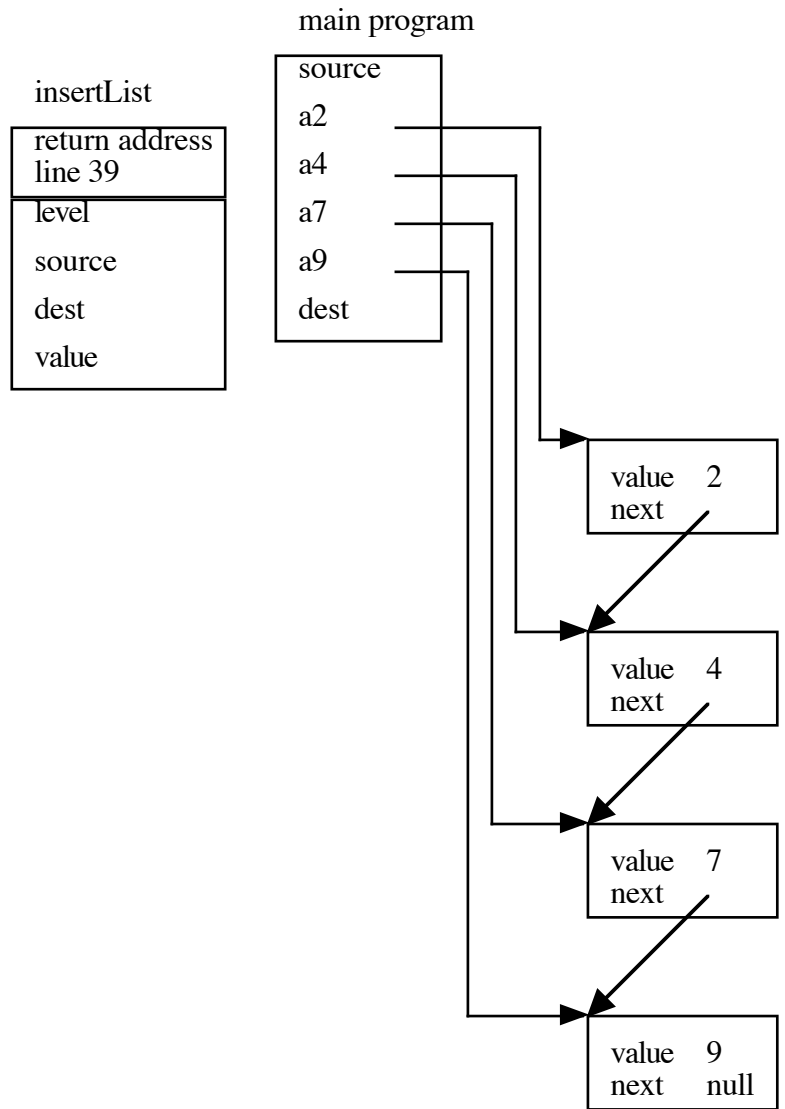 main program
source
a2
a4
a7
a9
dest
insertList
return address
line 39
level
source
dest
value
value 2
next
value 4
next
value 7
next
value 9
next null